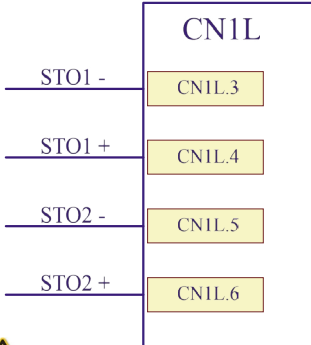 CN1L
STO1 -
CN1L.3
STO1 +
CN1L.4
STO2 -
CN1L.5
STO2 +
CN1L.6